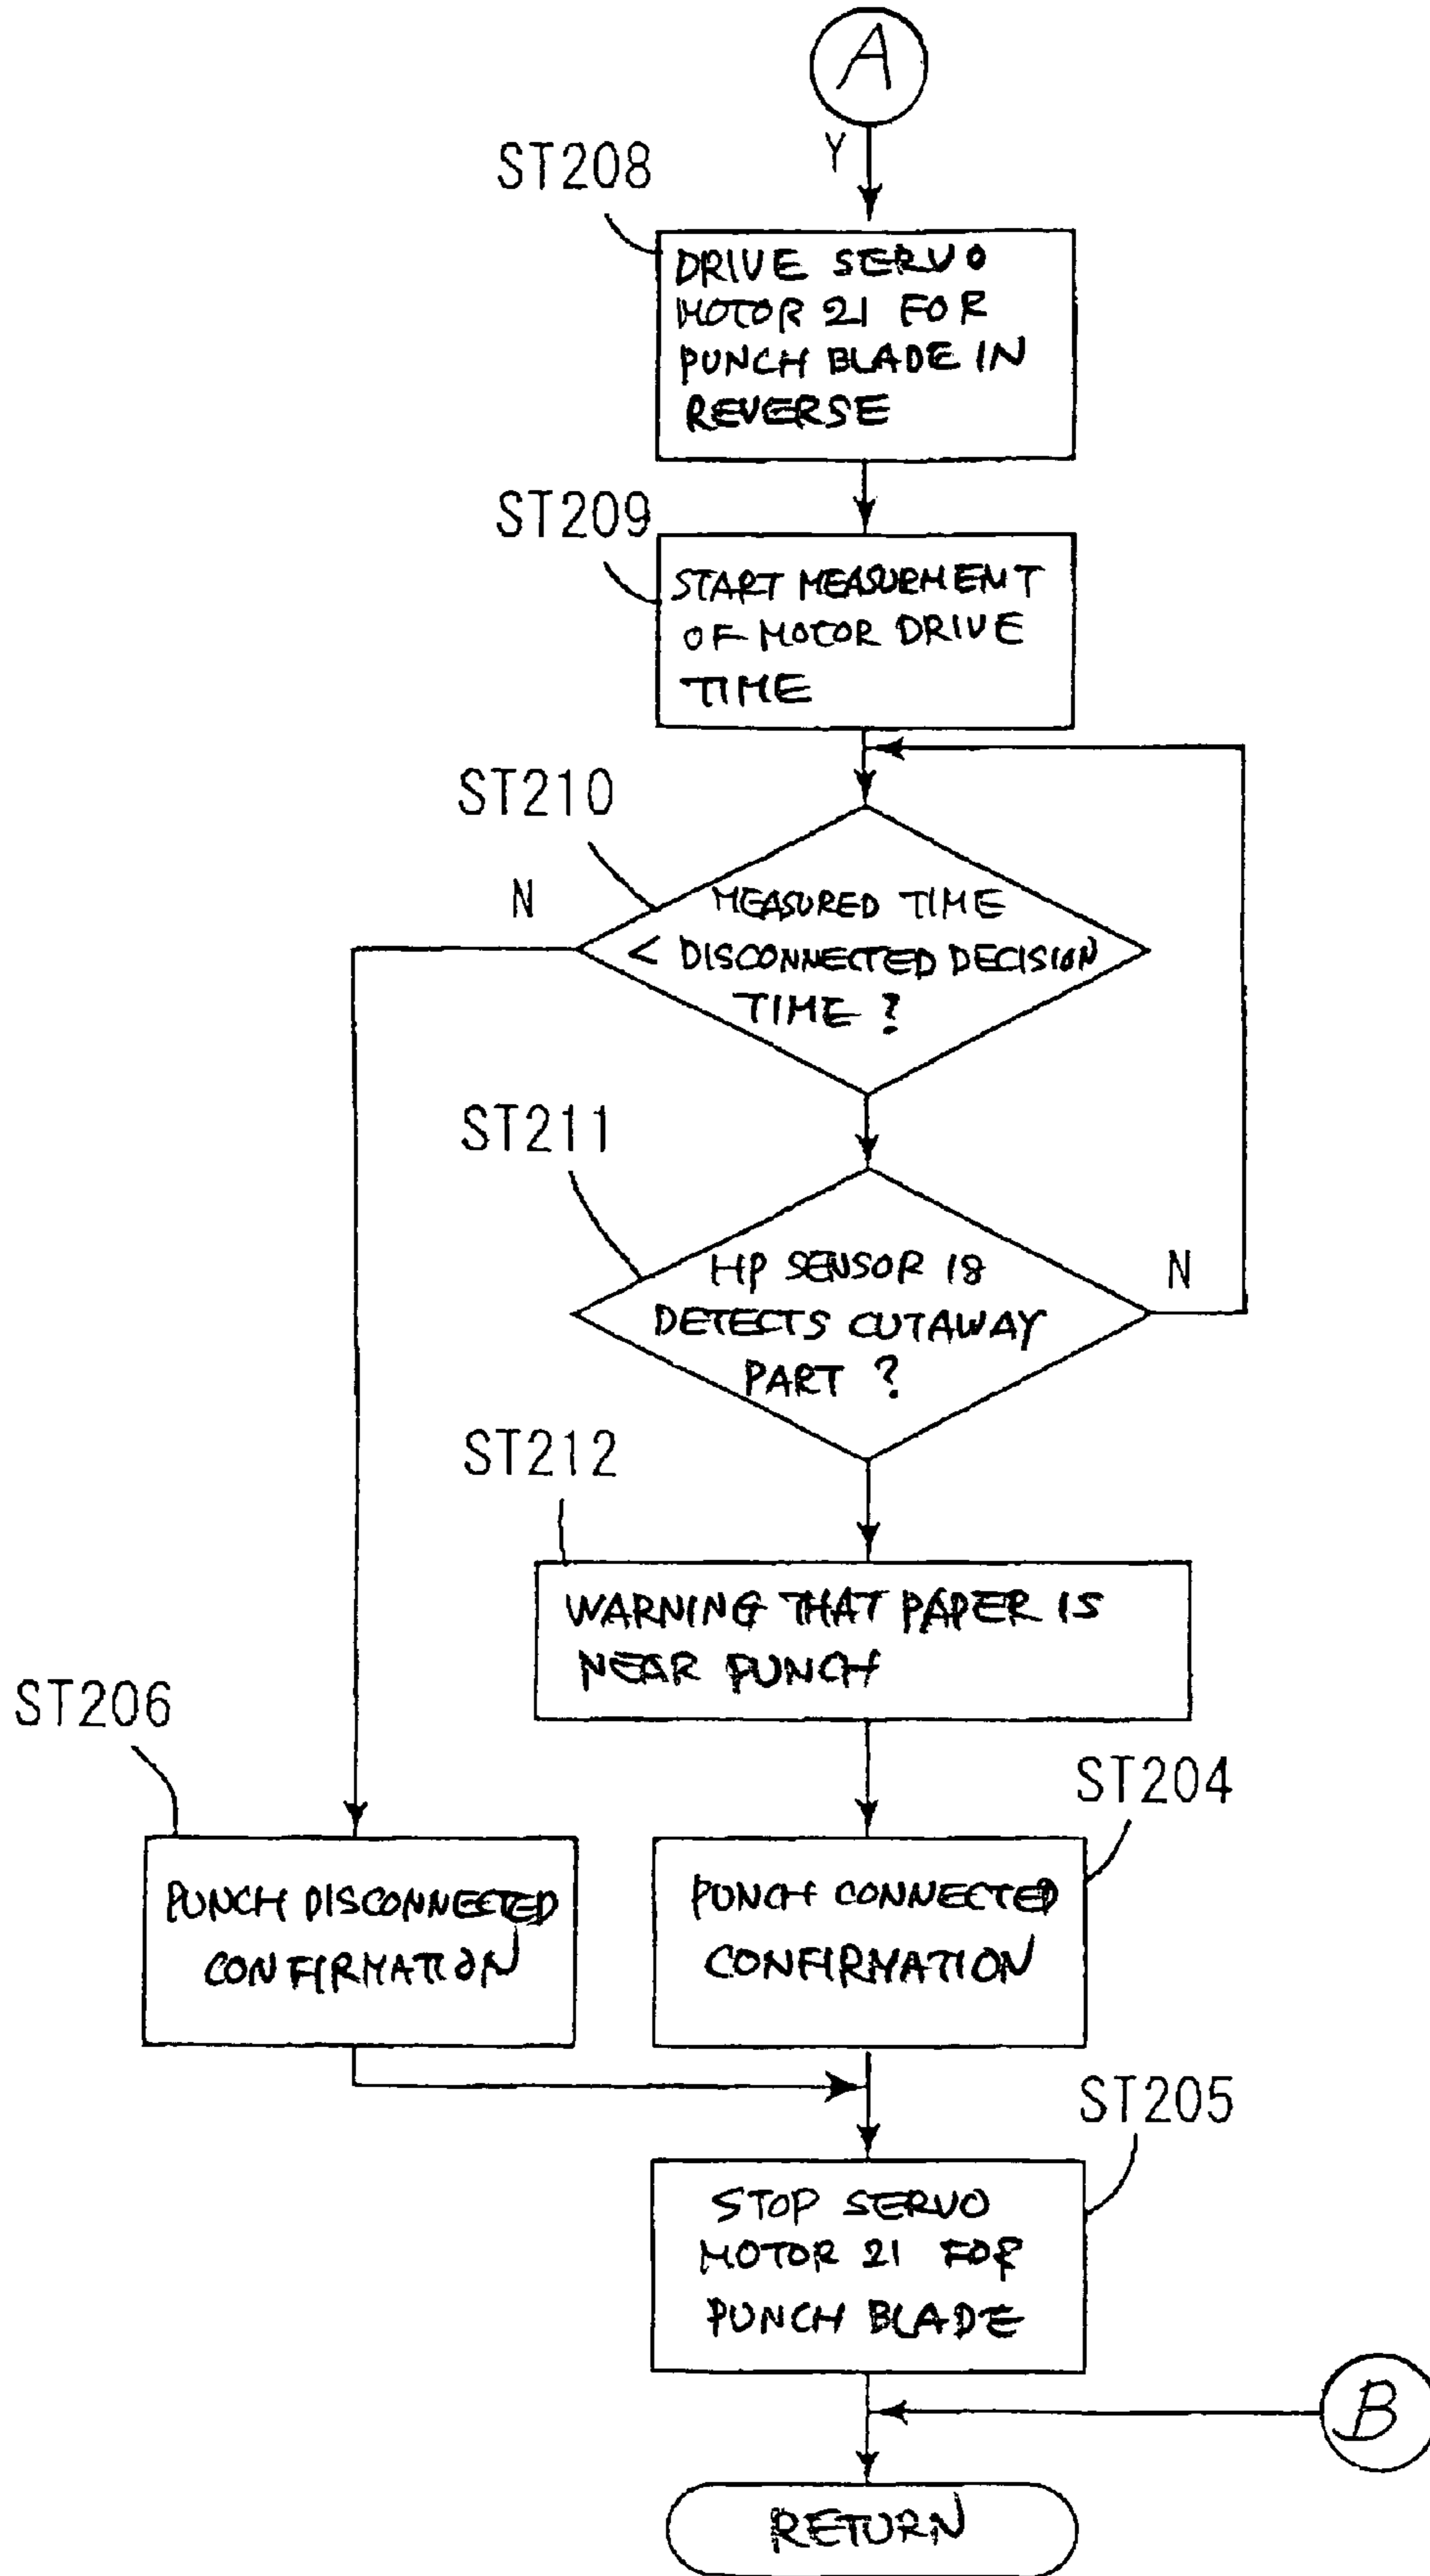 A
Y
ST208
DRIVE SERVO
MOTOR 21 FOR
PUNCH BLADE IN
REVERSE
ST209
START MEASURMENT
OF MOTOR DRIVE
TIME
ST210
N
MEASURED TIME
< DISCONNECTED DECISION
TIME ?
ST211
HP SENSOR 18
DETECTS CUTAWAY
PART ?
N
ST212
WARNING THAT PAPER IS
NEAR PUNCH
ST206
PUNCH DISCONNECTED
CONFIRMATION
ST204
PUNCH CONNECTED
CONFIRMATION
ST205
STOP SERVO
MOTOR 21 FOR
PUNCH BLADE
B
RETURN